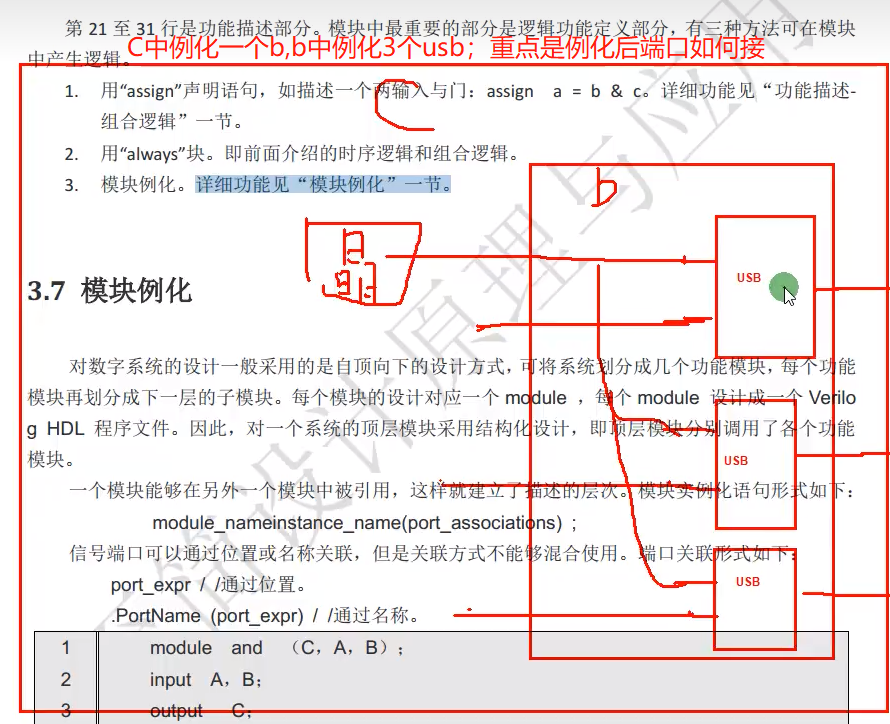 第 21 至 31 行是功能描述部分。模块中最重要的部分是逻辑功能定义部分，有三种方法可在模块
中产生逻辑。
C中例化一个b,b中例化3个usb；重点是例化后端口如何接
1. 用“assign”声明语句，如描述一个两输入与门：assign a = b & c。详细功能见“功能描述-
组合逻辑”一节。
2. 用“always”块。即前面介绍的时序逻辑和组合逻辑。
3. 模块例化。详细功能见“模块例化”一节。
C
b
晶
USB
3.7 模块例化
对数字系统的设计一般采用的是自顶向下的设计方式，可将系统划分成几个功能模块，每个功能
模块再划分成下一层的子模块。每个模块的设计对应一个 module ，每个 module 设计成一个 Verilo
g HDL 程序文件。因此，对一个系统的顶层模块采用结构化设计，即顶层模块分别调用了各个功能
模块。
USB
一个模块能够在另外一个模块中被引用，这样就建立了描述的层次。模块实例化语句形式如下：
module_nameinstance_name(port_associations) ;
信号端口可以通过位置或名称关联，但是关联方式不能够混合使用。端口关联形式如下：
port_expr / /通过位置。
USB
.PortName (port_expr) / /通过名称。
1 module and （C，A，B）；
2 input A，B；
3 output C；
至简设计原理与应用